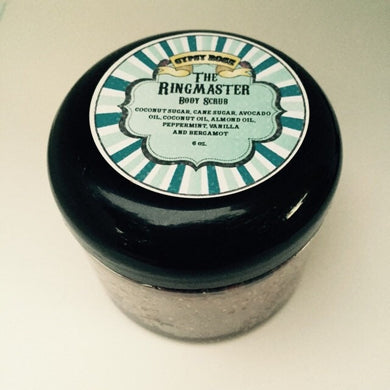 GYPSY ROSE
THE
RINGMASTER
BODY SCRUB
COCONUT SUGAR, CANE SUGAR, AVOCADO
OIL, COCONUT OIL, ALMOND OIL,
PEPPERMINT, VANILLA
AND BERGAMOT
6 oz.